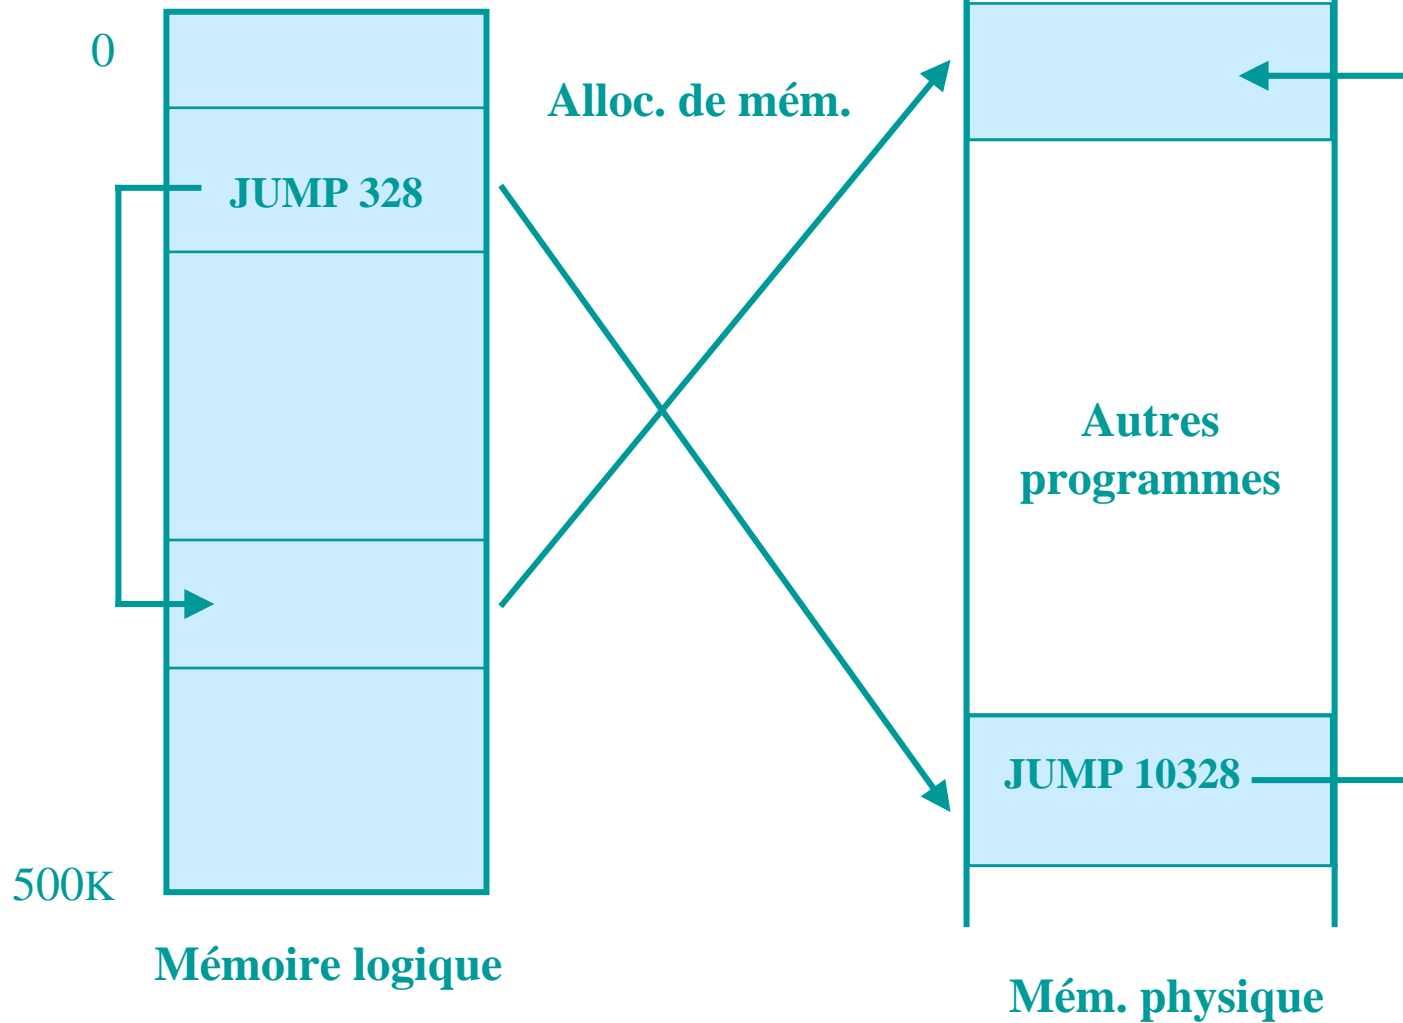 0
Alloc. de mém.
JUMP 328
Autres
programmes
JUMP 10328
500K
Mémoire logique
Mém. physique